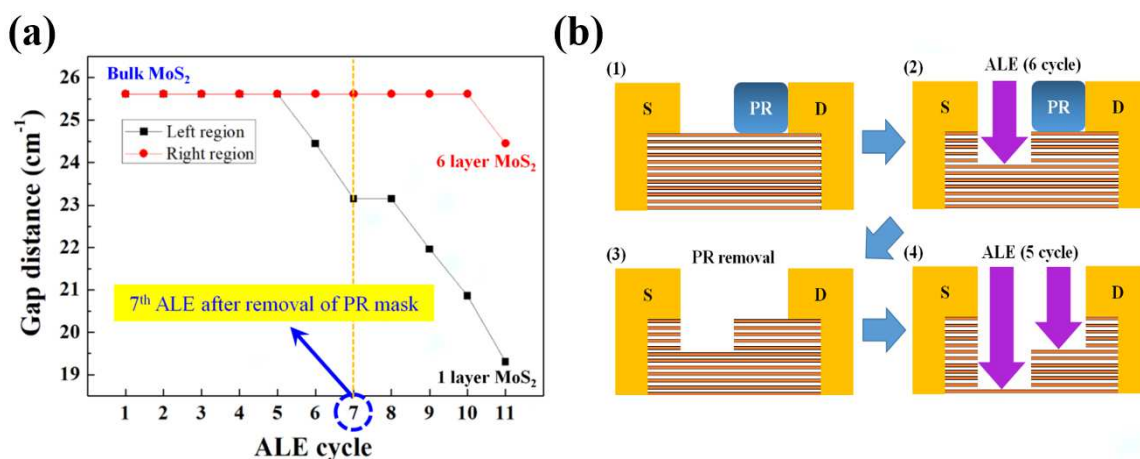 (a)
Gap distance (cm⁻¹)
26
25
24
23
22
21
20
19
Bulk MoS₂
Left region
Right region
6 layer MoS₂
7ᵗʰ ALE after removal of PR mask
1 layer MoS₂
1 2 3 4 5 6 7 8 9 10 11
ALE cycle
(b)
(1)
S
PR
D
(2)
ALE (6 cycle)
S
PR
D
(3)
PR removal
S
D
(4)
ALE (5 cycle)
S
D